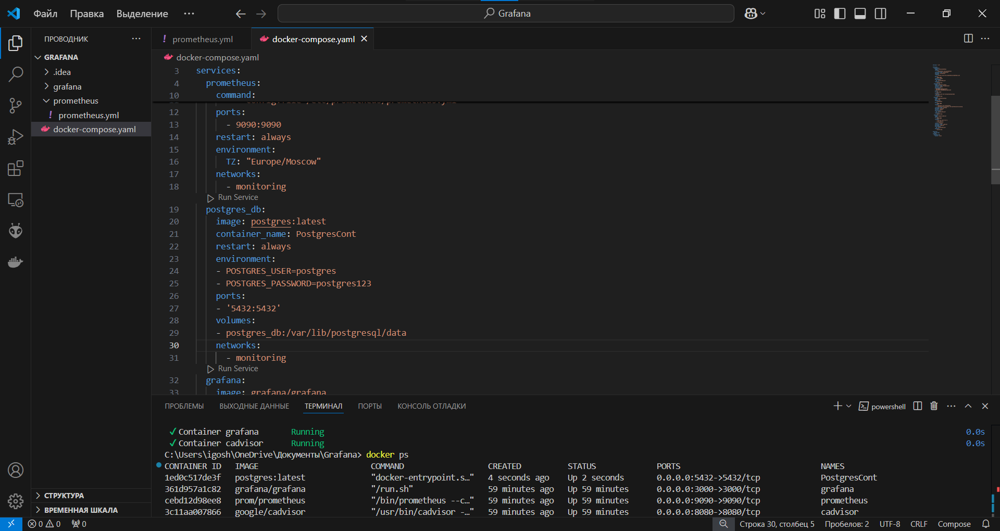 Файл Правка Выделение ··· Grafana
ПРОВОДНИК ···
GRAFANA
.idea
grafana
prometheus
! prometheus.yml
docker-compose.yaml
СТРУКТУРА
ВРЕМЕННАЯ ШКАЛА
! prometheus.yml docker-compose.yaml
docker-compose.yaml
3 services:
4 prometheus:
10 command:
12 ports:
13 - 9090:9090
14 restart: always
15 environment:
16 TZ: "Europe/Moscow"
17 networks:
18 - monitoring
Run Service
19 postgres_db:
20 image: postgres:latest
21 container_name: PostgresCont
22 restart: always
23 environment:
24 - POSTGRES_USER=postgres
25 - POSTGRES_PASSWORD=postgres123
26 ports:
27 - '5432:5432'
28 volumes:
29 - postgres_db:/var/lib/postgresql/data
30 networks:
31 - monitoring
Run Service
32 grafana:
33 image: grafana/grafana
ПРОБЛЕМЫ ВЫХОДНЫЕ ДАННЫЕ ТЕРМИНАЛ ПОРТЫ КОНСОЛЬ ОТЛАДКИ powershell ···
✓ Container grafana Running 0.0s
✓ Container cadvisor Running 0.0s
C:\Users\igosh\OneDrive\Документы\Grafana> docker ps
CONTAINER ID IMAGE COMMAND CREATED STATUS PORTS NAMES
1ed0c517de3f postgres:latest "docker-entrypoint.s…" 4 seconds ago Up 2 seconds 0.0.0.0:5432->5432/tcp PostgresCont
361d957a1c82 grafana/grafana "/run.sh" 59 minutes ago Up 59 minutes 0.0.0.0:3000->3000/tcp grafana
cebd12d98ee8 prom/prometheus "/bin/prometheus --c…" 59 minutes ago Up 59 minutes 0.0.0.0:9090->9090/tcp prometheus
3c11aa007866 google/cadvisor "/usr/bin/cadvisor -…" 59 minutes ago Up 59 minutes 0.0.0.0:8080->8080/tcp cadvisor
0 0 0 Строка 30, столбец 5 Пробелов: 2 UTF-8 CRLF Compose